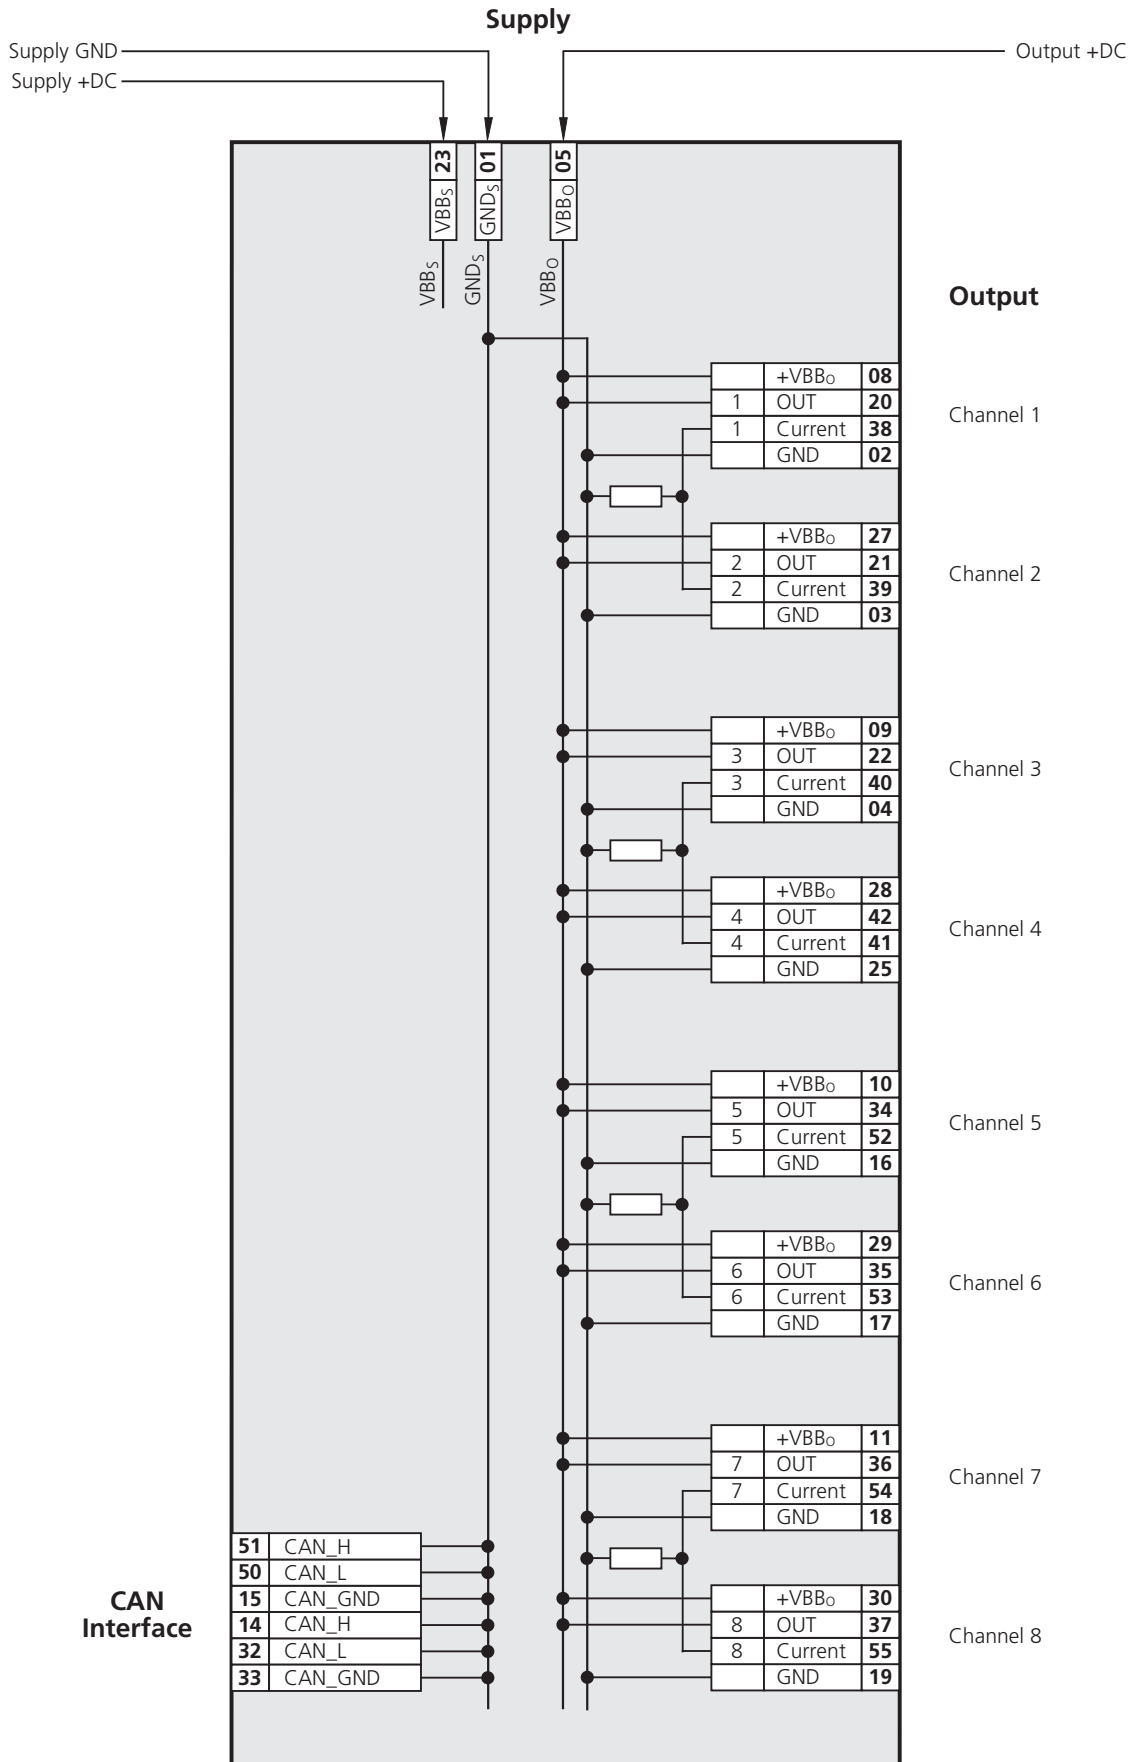 Supply
Supply GND
Output +DC
Supply +DC
23 01 05
VBBS GNDS VBBO
VBBS GNDS VBBO
Output
+VBBO 08
1 OUT 20
1 Current 38
GND 02
Channel 1
+VBBO 27
2 OUT 21
2 Current 39
GND 03
Channel 2
+VBBO 09
3 OUT 22
3 Current 40
GND 04
Channel 3
+VBBO 28
4 OUT 42
4 Current 41
GND 25
Channel 4
+VBBO 10
5 OUT 34
5 Current 52
GND 16
Channel 5
+VBBO 29
6 OUT 35
6 Current 53
GND 17
Channel 6
+VBBO 11
7 OUT 36
7 Current 54
GND 18
Channel 7
+VBBO 30
8 OUT 37
8 Current 55
GND 19
Channel 8
CAN
Interface
51 CAN_H
50 CAN_L
15 CAN_GND
14 CAN_H
32 CAN_L
33 CAN_GND